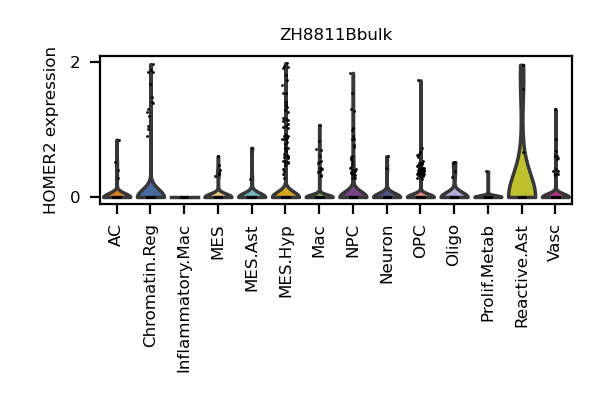 ZH8811Bbulk
HOMER2 expression
2
0
AC
Chromatin.Reg
Inflammatory.Mac
MES
MES.Ast
MES.Hyp
Mac
NPC
Neuron
OPC
Oligo
Prolif.Metab
Reactive.Ast
Vasc